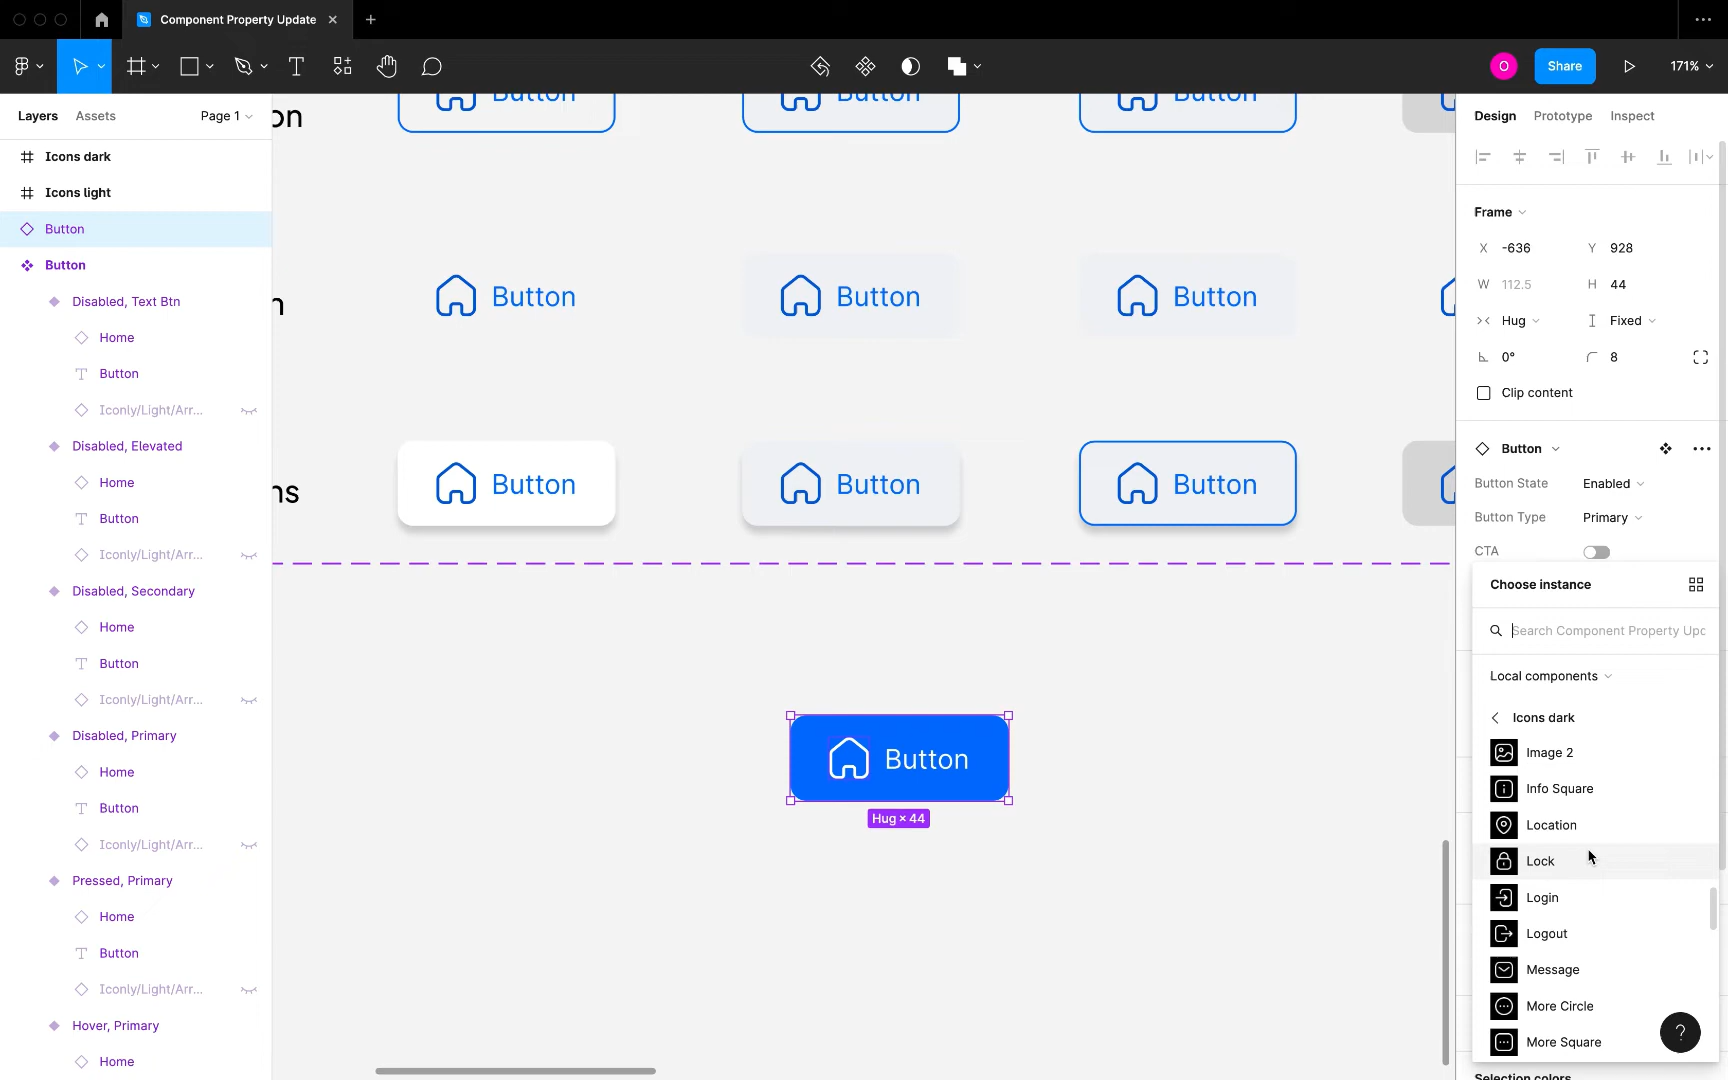 Component Property Update
Share
171%
Layers
Assets
Page 1
Design
Prototype
Inspect
Icons dark
Icons light
Button
Button
Disabled, Text Btn
Home
Button
Iconly/Light/Arr...
Disabled, Elevated
Home
Button
Iconly/Light/Arr...
Disabled, Secondary
Home
Button
Iconly/Light/Arr...
Disabled, Primary
Home
Button
Iconly/Light/Arr...
Pressed, Primary
Home
Button
Iconly/Light/Arr...
Hover, Primary
Home
on
Button
Button
Button
n
Button
Button
Button
ns
Button
Button
Button
Button
Hug × 44
Frame
X -636
Y 928
W 112.5
H 44
Hug
Fixed
0°
8
Clip content
Button
Button State
Enabled
Button Type
Primary
CTA
Choose instance
Search Component Property Upd
Local components
Icons dark
Image 2
Info Square
Location
Lock
Login
Logout
Message
More Circle
More Square
?
Selection colors
O